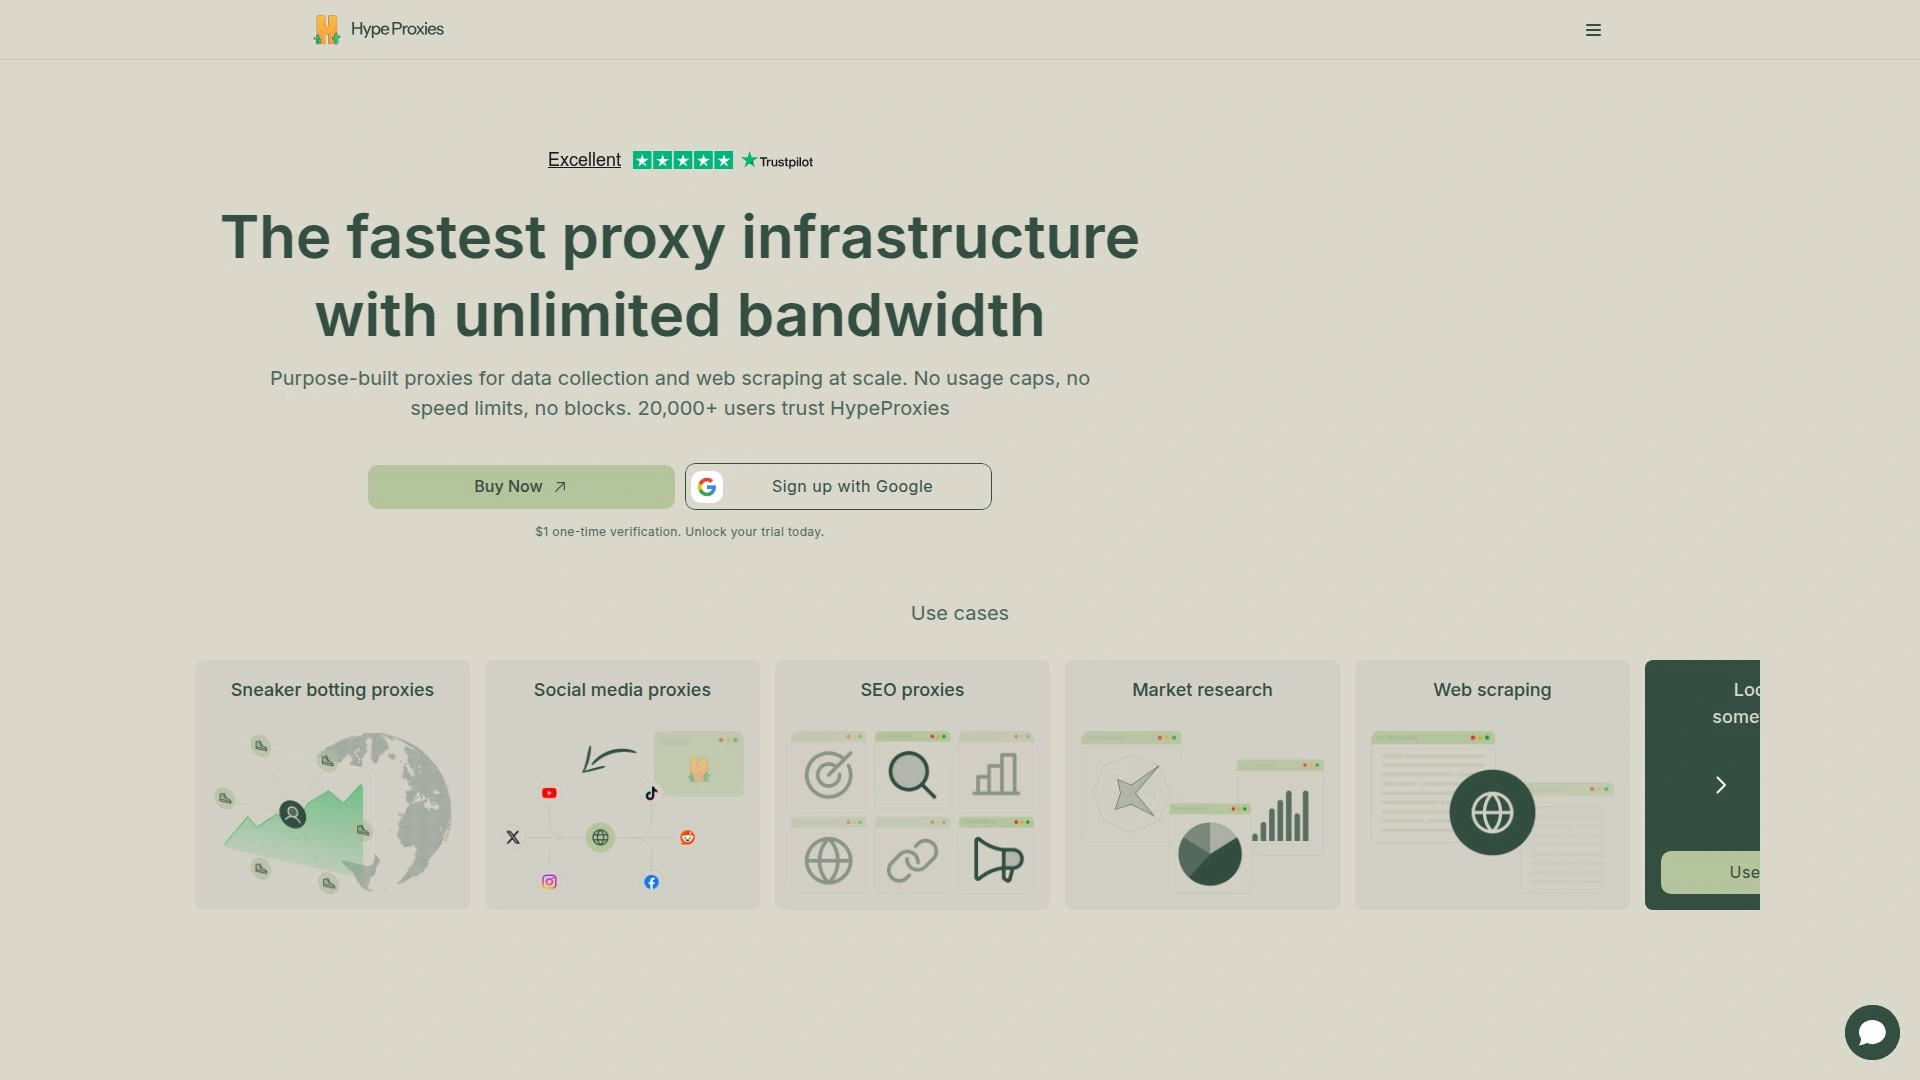 Hype Proxies
Excellent
Trustpilot
The fastest proxy infrastructure
with unlimited bandwidth
Purpose-built proxies for data collection and web scraping at scale. No usage caps, no
speed limits, no blocks. 20,000+ users trust HypeProxies
Buy Now
Sign up with Google
$1 one-time verification. Unlock your trial today.
Use cases
Sneaker botting proxies
Social media proxies
SEO proxies
Market research
Web scraping
some
Use